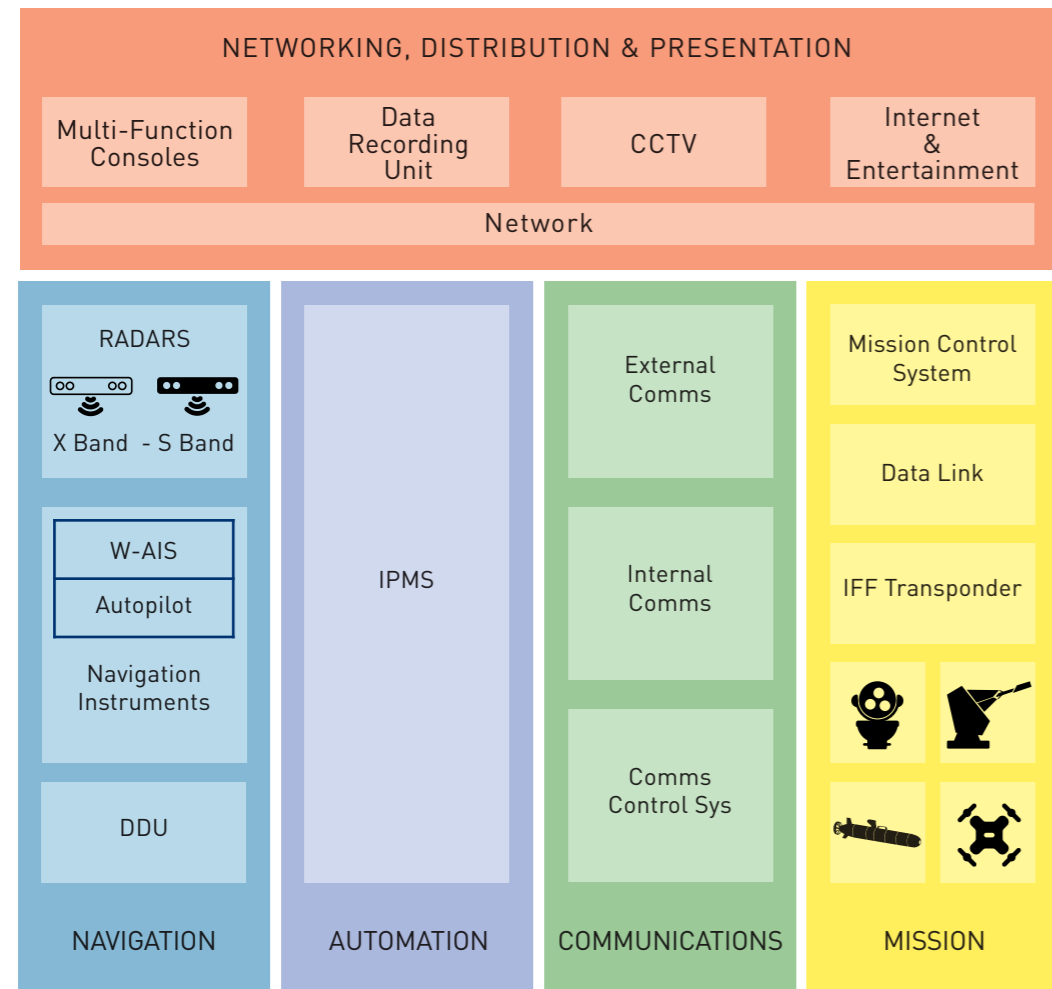 NETWORKING, DISTRIBUTION & PRESENTATION
Multi-Function
Consoles
Data
Recording
Unit
CCTV
Internet
&
Entertainment
Network
RADARS
X Band - S Band
W-AIS
Autopilot
Navigation
Instruments
DDU
NAVIGATION
IPMS
AUTOMATION
External
Comms
Internal
Comms
Comms
Control Sys
COMMUNICATIONS
Mission Control
System
Data Link
IFF Transponder
MISSION